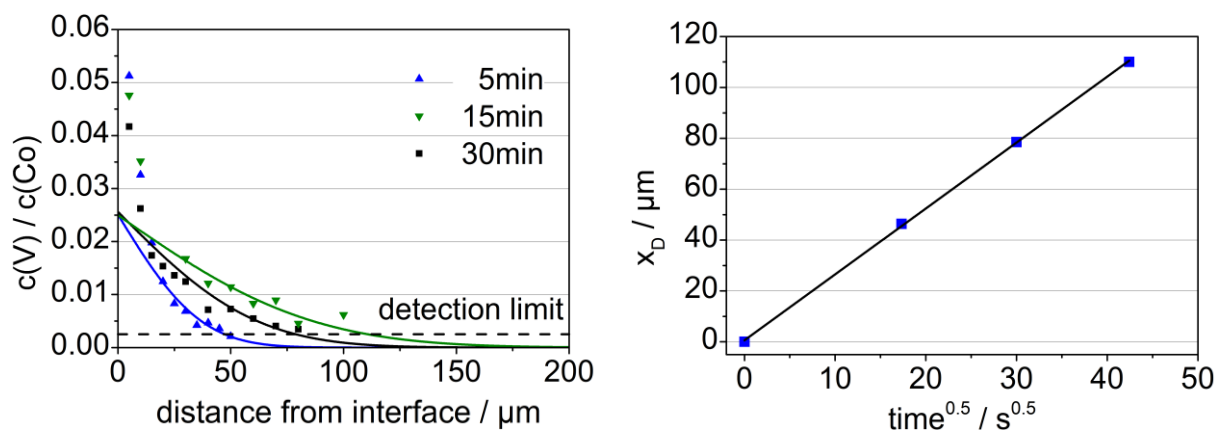 0.06
0.05
0.04
0.03
0.02
0.01
0.00
c(V) / c(Co)
5min
15min
30min
detection limit
0 50 100 150 200
distance from interface / µm
120
100
80
60
40
20
0
x_D / µm
0 10 20 30 40 50
time^0.5 / s^0.5